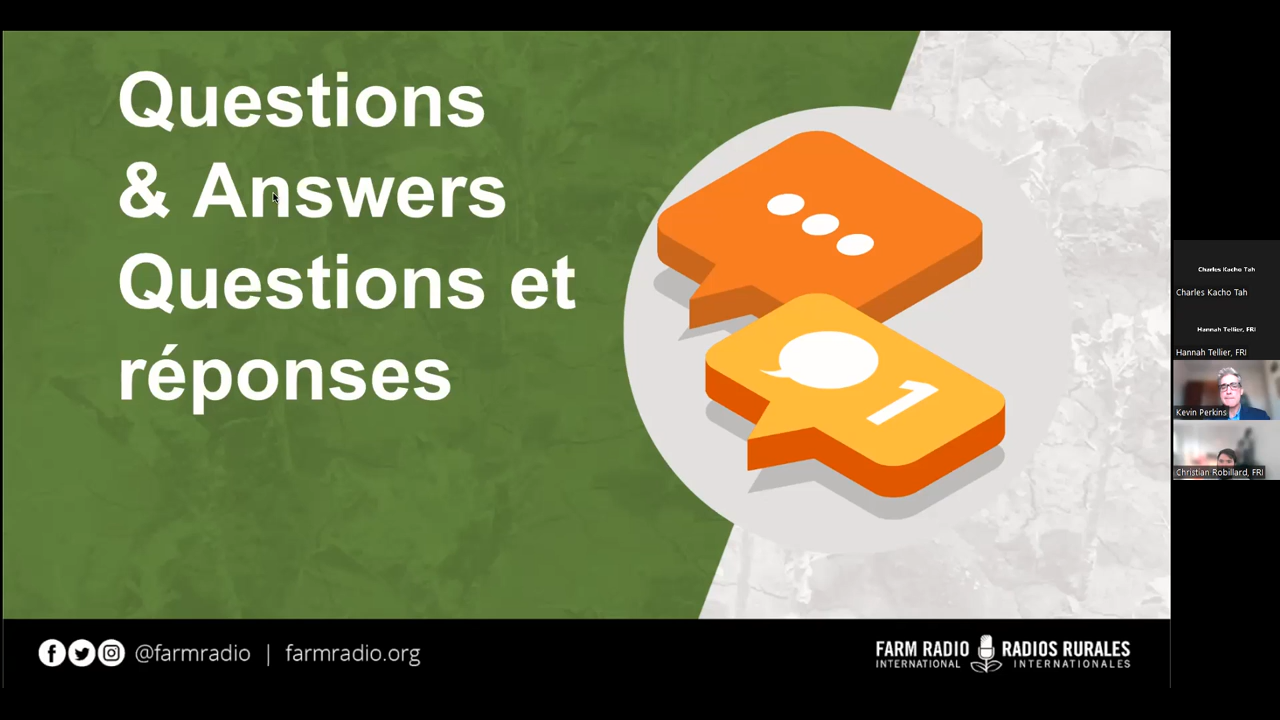 Questions
& Answers
Questions et
réponses
1
@farmradio | farmradio.org
FARM RADIO
INTERNATIONAL
RADIOS RURALES
INTERNATIONALES
Charles Kacho Tah
Charles Kacho Tah
Hannah Tellier, FRI
Hannah Tellier, FRI
Kevin Perkins
Christian Robillard, FRI